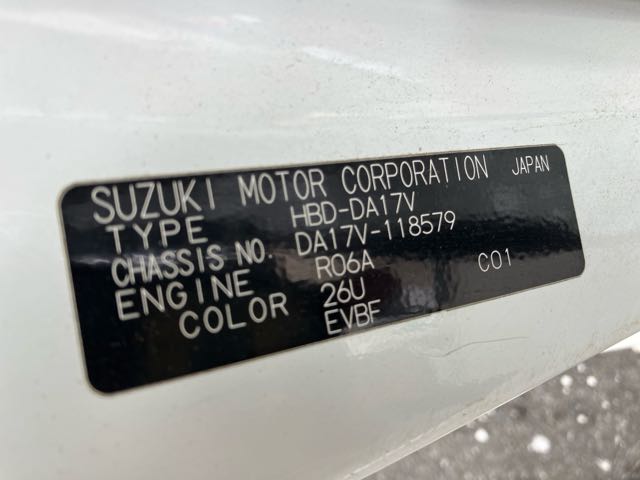 SUZUKI MOTOR CORPORATION JAPAN
TYPE HBD-DA17V
CHASSIS NO. DA17V-118579
ENGINE R06A C01
COLOR 26U
EVBF